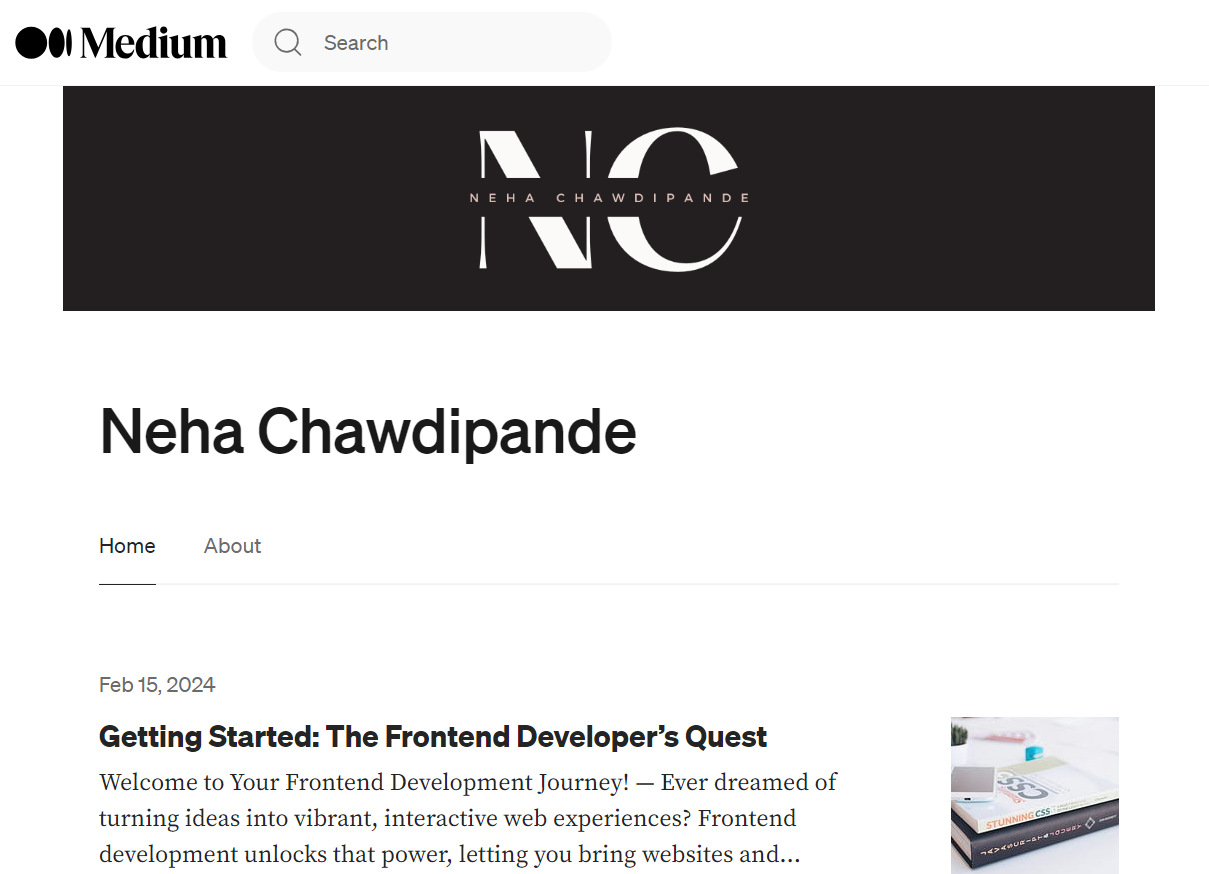 Medium
Search
NC
NEHA CHAWDIPANDE
Neha Chawdipande
Home
About
Feb 15, 2024
Getting Started: The Frontend Developer’s Quest
Welcome to Your Frontend Development Journey! — Ever dreamed of
turning ideas into vibrant, interactive web experiences? Frontend
development unlocks that power, letting you bring websites and...
CSS
STUNNING CSS
JAVASCRIPT & JQUERY